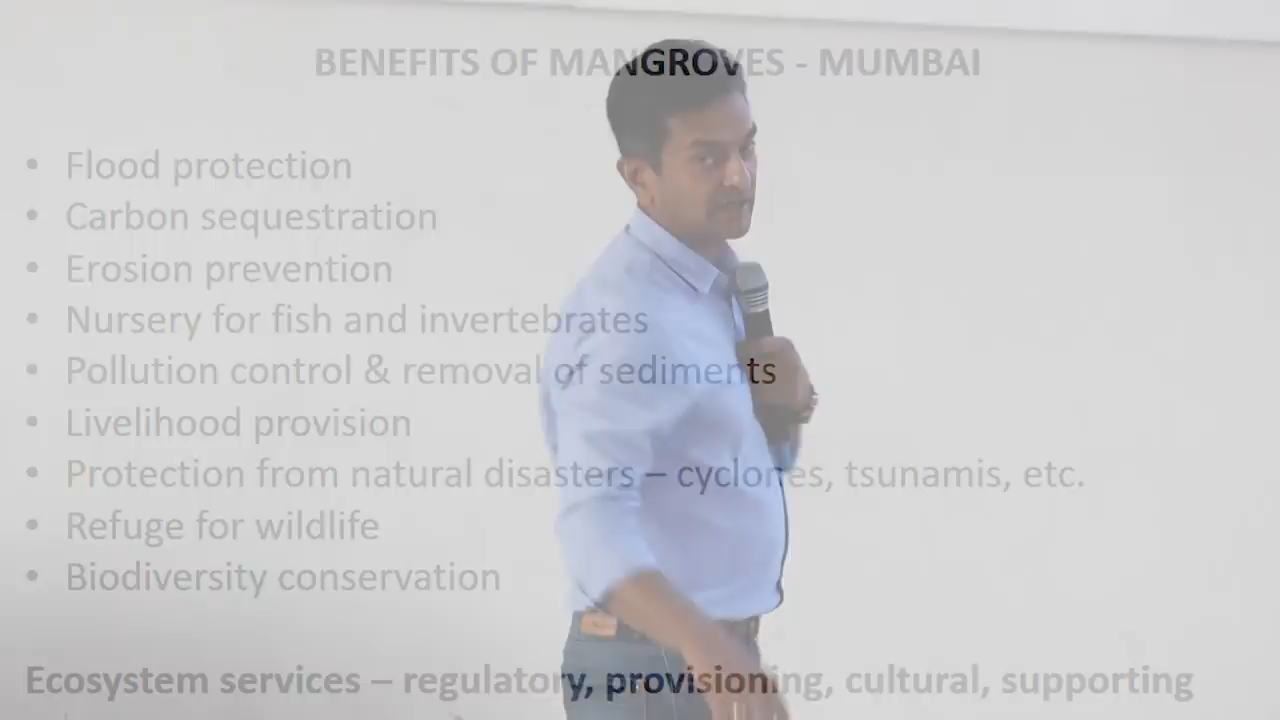 BENEFITS OF MANGROVES - MUMBAI
• Flood protection
• Carbon sequestration
• Erosion prevention
• Nursery for fish and invertebrates
• Pollution control & removal of sediments
• Livelihood provision
• Protection from natural disasters – cyclones, tsunamis, etc.
• Refuge for wildlife
• Biodiversity conservation
Ecosystem services – regulatory, provisioning, cultural, supporting